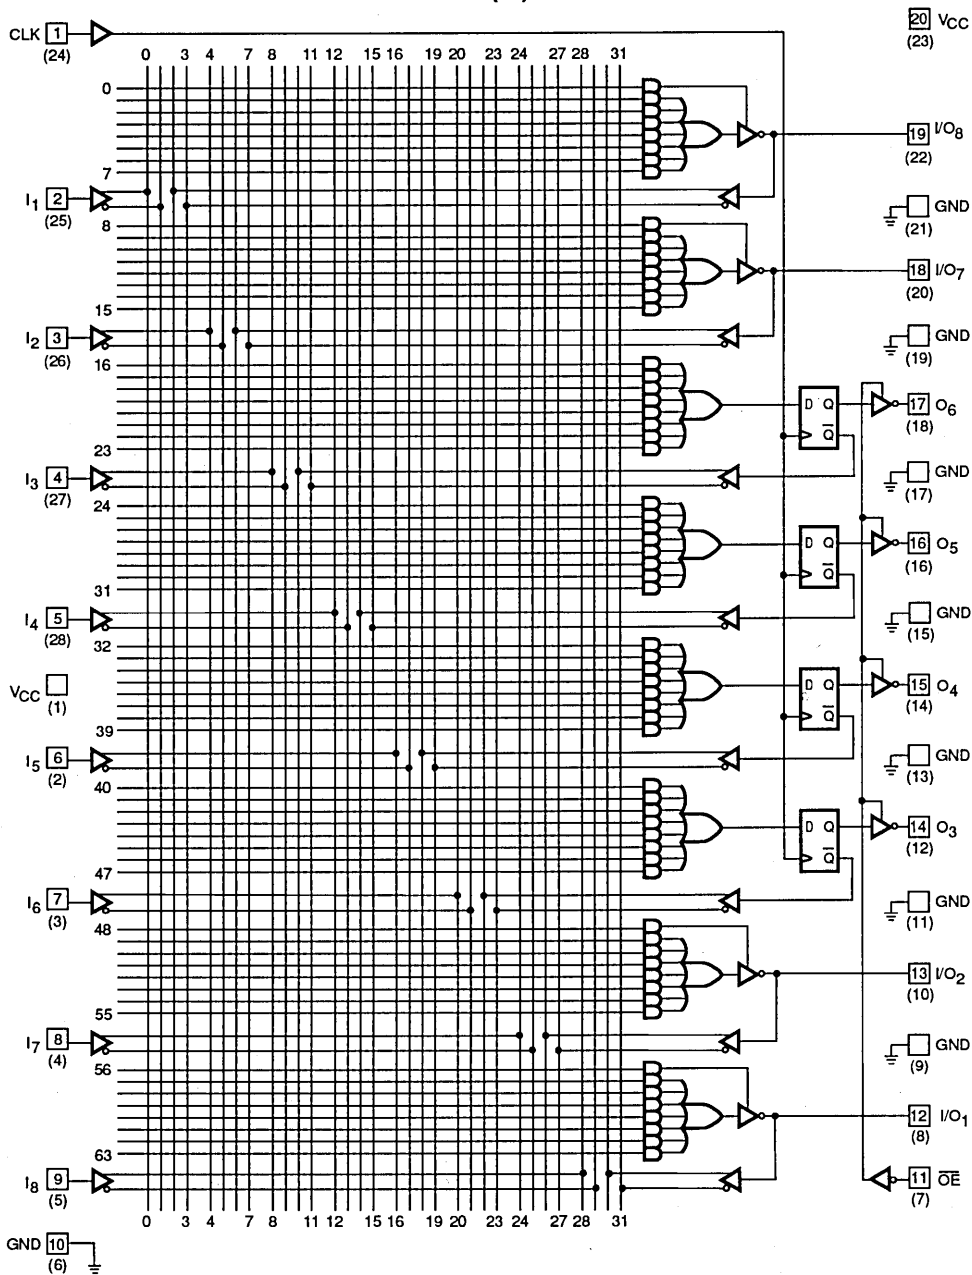 CLK 1 (24)
20 VCC (23)
0 3 4 7 8 11 12 15 16 19 20 23 24 27 28 31
0
19 I/O8 (22)
7
I1 2 (25)
GND (21)
8
18 I/O7 (20)
15
I2 3 (26)
GND (19)
16
D Q Q
17 O6 (18)
23
I3 4 (27)
GND (17)
24
D Q Q
16 O5 (16)
31
I4 5 (28)
GND (15)
32
VCC (1)
D Q Q
15 O4 (14)
39
I5 6 (2)
GND (13)
40
D Q Q
14 O3 (12)
47
I6 7 (3)
GND (11)
48
13 I/O2 (10)
55
I7 8 (4)
GND (9)
56
12 I/O1 (8)
63
I8 9 (5)
11 OE (7)
0 3 4 7 8 11 12 15 16 19 20 23 24 27 28 31
GND 10 (6)